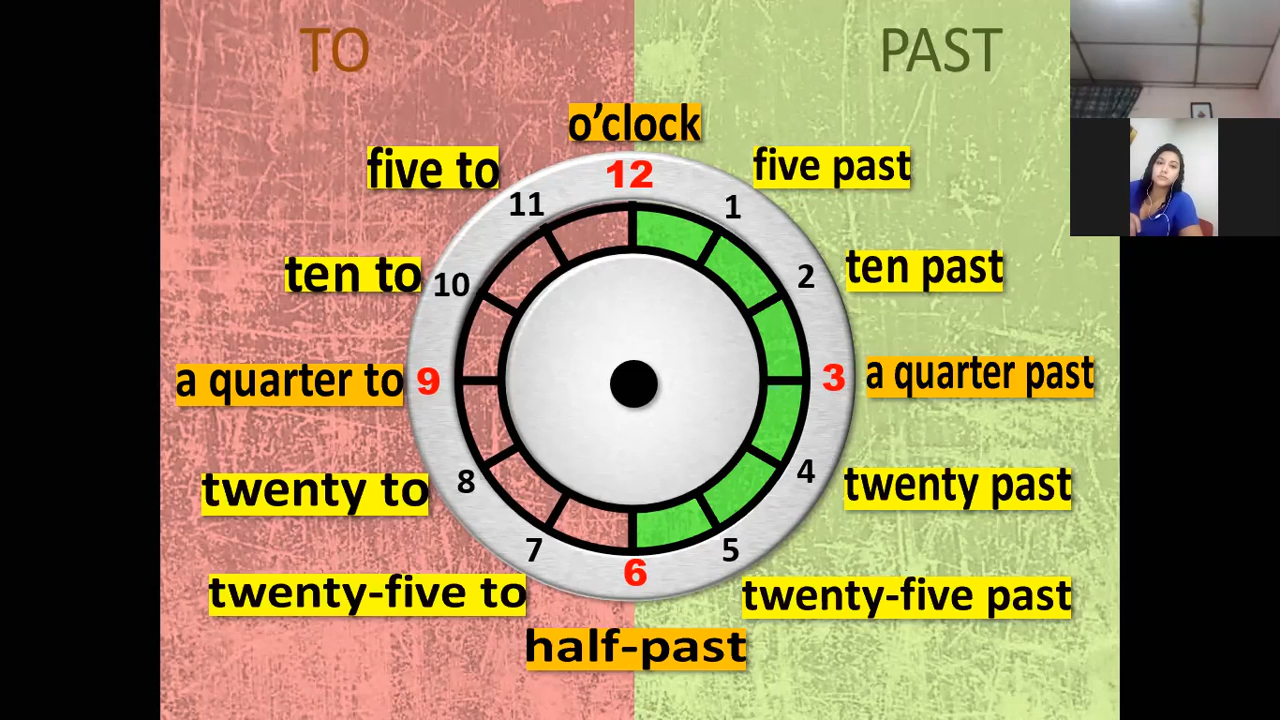 TO
PAST
o’clock
five to
12
five past
11
1
ten to
10
2
ten past
a quarter to
9
3
a quarter past
twenty to
8
4
twenty past
7
5
twenty-five to
6
twenty-five past
half-past